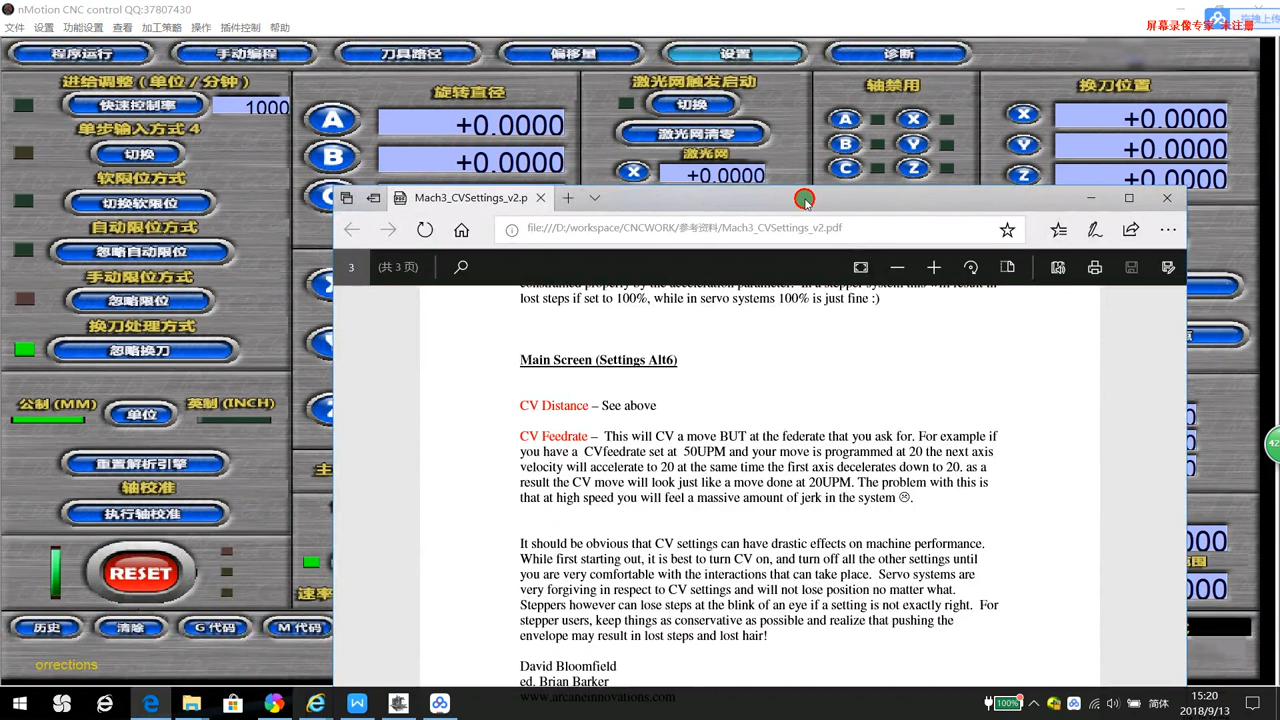 nMotion CNC control QQ:37807430
文件 设置 功能设置 查看 加工策略 操作 插件控制 帮助
屏幕录像专家 未注册
拖拽上传
程序运行 手动编程 刀具路径 偏移量 设置 诊断
进给调整(单位/分钟)
快速控制率 1000
单步输入方式 4
切换
软限位方式
切换软限位
自动限位方式
忽略自动限位
手动限位方式
忽略限位
换刀处理方式
忽略换刀
公制 (MM) 单位 英制 (INCH)
重置解析引擎
轴校准
执行轴校准
RESET
历史 清除 G代码 M代码
orrections
旋转直径
A +0.0000
B +0.0000
激光网触发启动
切换
激光网清零
激光网
X +0.0000
轴禁用
A X
B Y
C Z
换刀位置
X +0.0000
Y +0.0000
Z +0.0000
速率
Mach3_CVSettings_v2.p
file:///D:/workspace/CNCWORK/参考资料/Mach3_CVSettings_v2.pdf
3 (共 3 页)
lost steps if set to 100%, while in servo systems 100% is just fine :)
Main Screen (Settings Alt6)
CV Distance – See above
CV Feedrate – This will CV a move BUT at the federate that you ask for. For example if
you have a CVfeedrate set at 50UPM and your move is programmed at 20 the next axis
velocity will accelerate to 20 at the same time the first axis decelerates down to 20. as a
result the CV move will look just like a move done at 20UPM. The problem with this is
that at high speed you will feel a massive amount of jerk in the system ☹.
It should be obvious that CV settings can have drastic effects on machine performance.
While first starting out, it is best to turn CV on, and turn off all the other settings until
you are very comfortable with the interactions that can take place. Servo systems are
very forgiving in respect to CV settings and will not lose position no matter what.
Steppers however can lose steps at the blink of an eye if a setting is not exactly right. For
stepper users, keep things as conservative as possible and realize that pushing the
envelope may result in lost steps and lost hair!
David Bloomfield
ed. Brian Barker
www.arcaneinnovations.com
42
100% 简体 15:20
2018/9/13